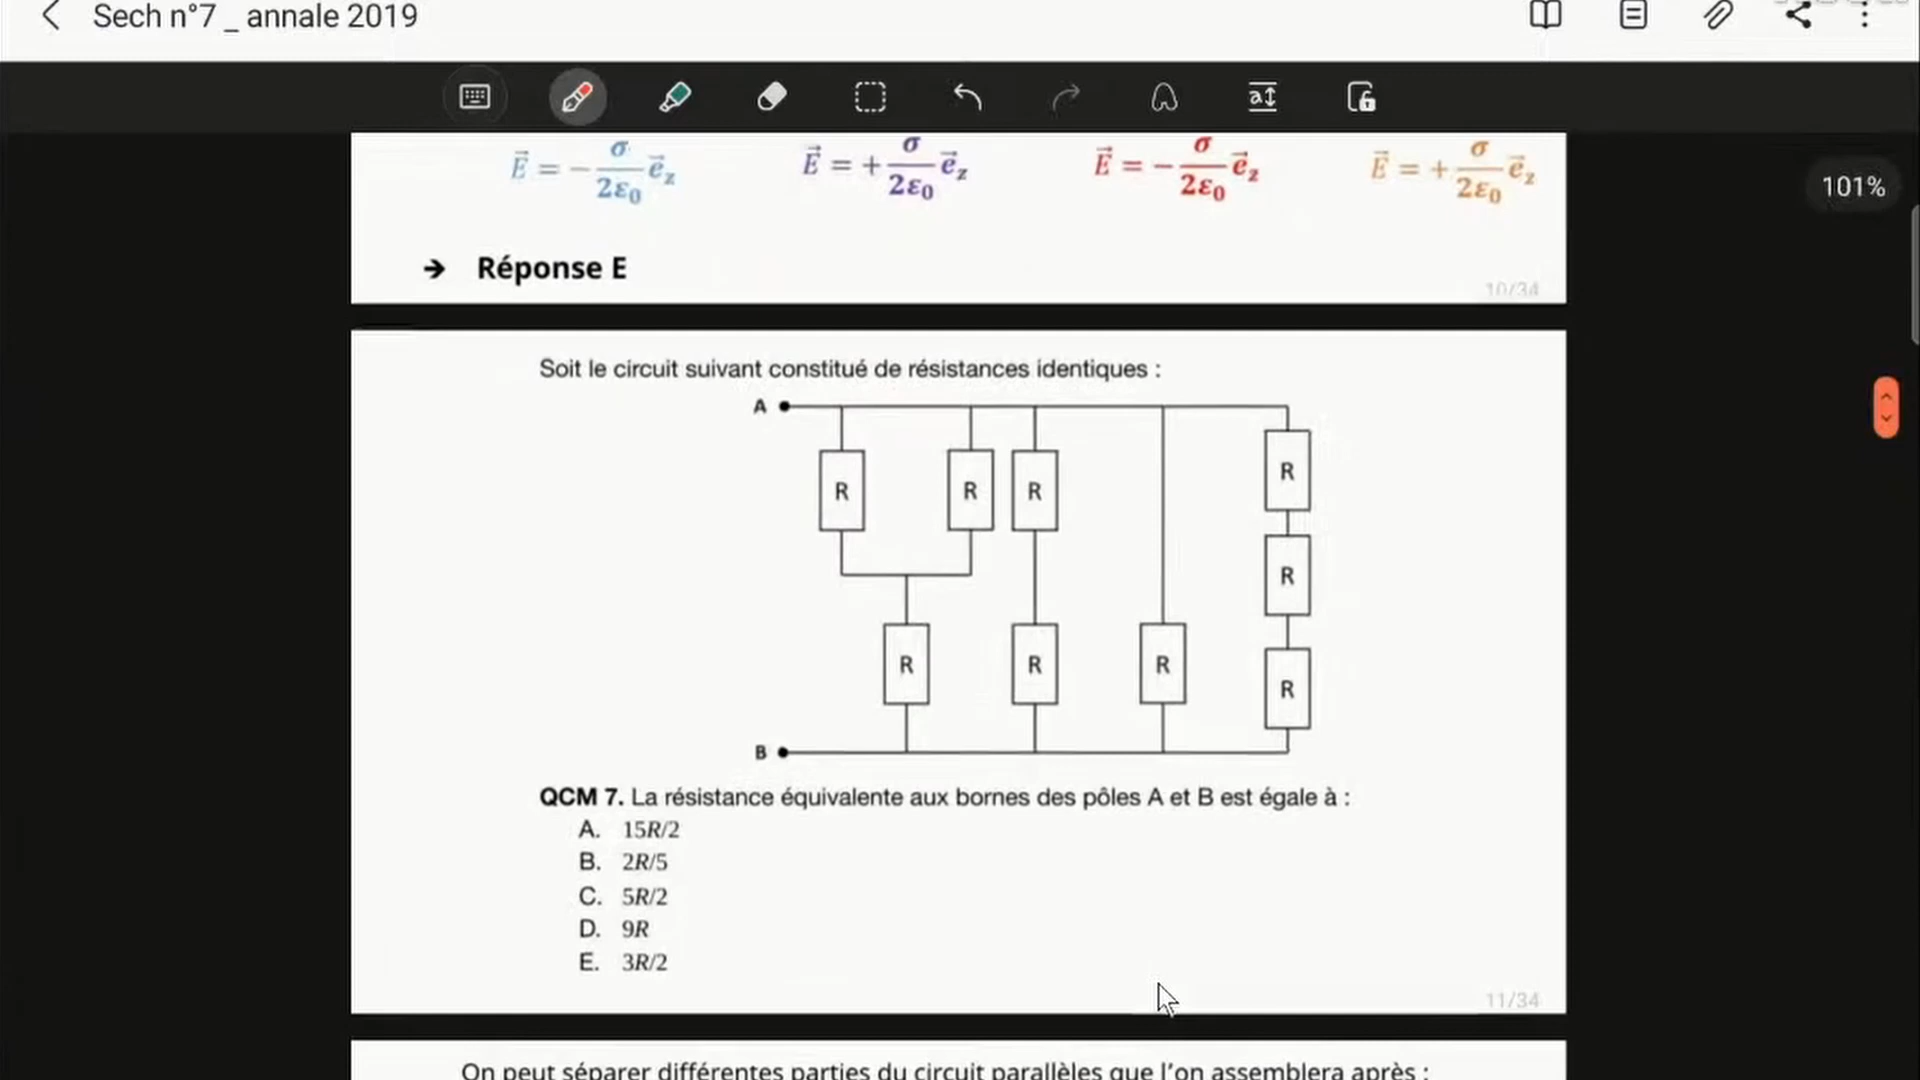 Sech n°7 _ annale 2019
101%
E⃗ = − σ/2ε₀ e⃗z   E⃗ = + σ/2ε₀ e⃗z   E⃗ = − σ/2ε₀ e⃗z   E⃗ = + σ/2ε₀ e⃗z
➔ Réponse E
10/34
Soit le circuit suivant constitué de résistances identiques :
A
R
R R R
R
R R R
R
B
QCM 7. La résistance équivalente aux bornes des pôles A et B est égale à :
A. 15R/2
B. 2R/5
C. 5R/2
D. 9R
E. 3R/2
11/34
On peut séparer différentes parties du circuit parallèles que l'on assemblera après :